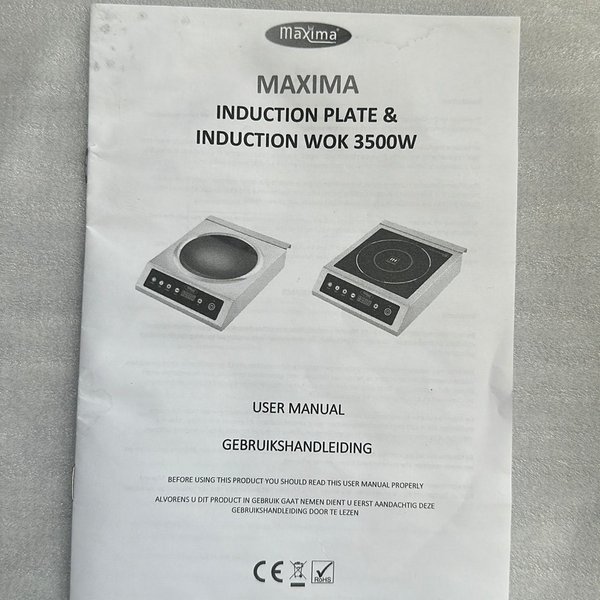 maxima
MAXIMA
INDUCTION PLATE &
INDUCTION WOK 3500W
USER MANUAL
GEBRUIKSHANDLEIDING
BEFORE USING THIS PRODUCT YOU SHOULD READ THIS USER MANUAL PROPERLY
ALVORENS U DIT PRODUCT IN GEBRUIK GAAT NEMEN DIENT U EERST AANDACHTIG DEZE
GEBRUIKSHANDLEIDING DOOR TE LEZEN
CE
RoHS